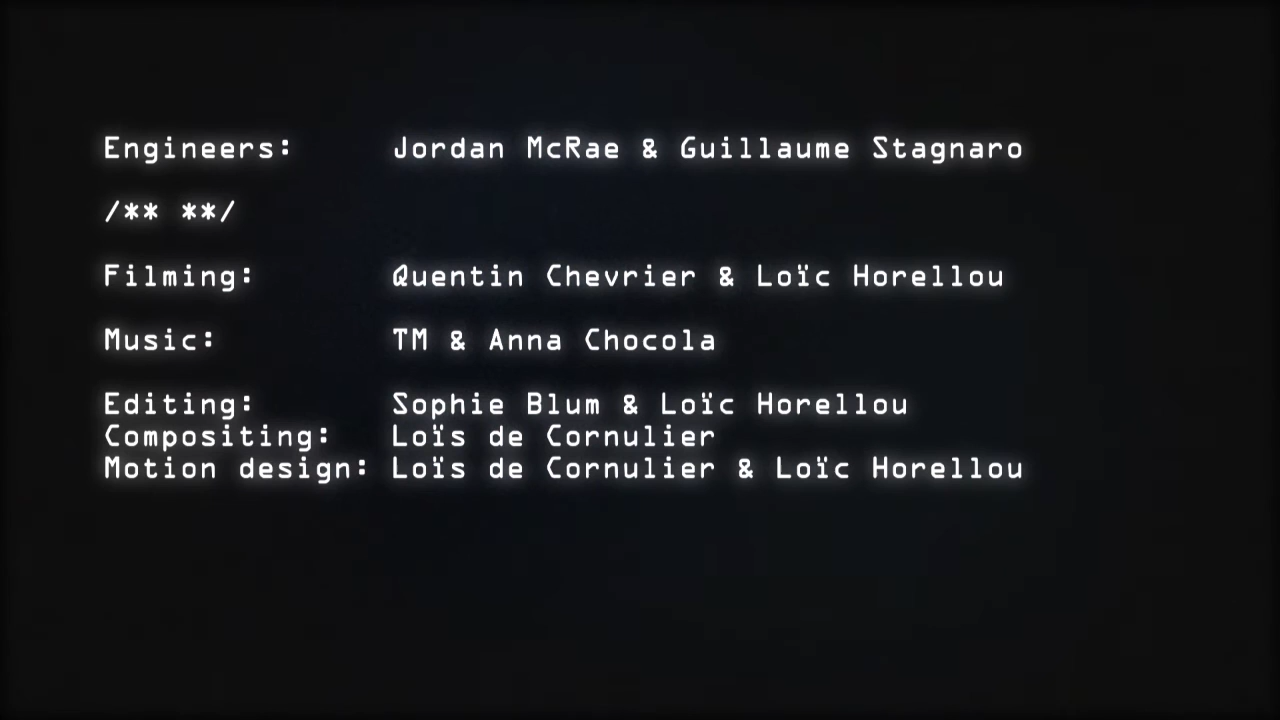 Engineers: Jordan McRae & Guillaume Stagnaro
/** **/
Filming: Quentin Chevrier & Loïc Horellou
Music: TM & Anna Chocola
Editing: Sophie Blum & Loïc Horellou
Compositing: Loïs de Cornulier
Motion design: Loïs de Cornulier & Loïc Horellou